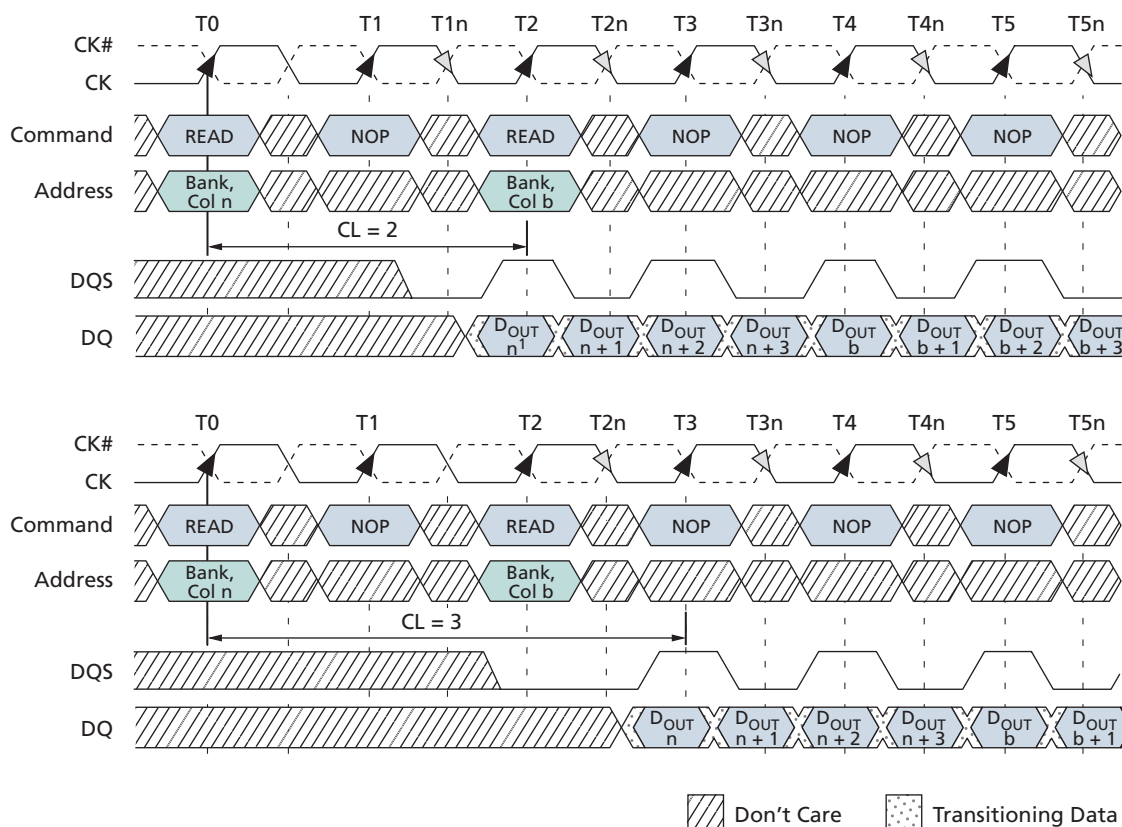 T0 T1 T1n T2 T2n T3 T3n T4 T4n T5 T5n
CK#
CK
Command READ NOP READ NOP NOP NOP
Address Bank, Col n Bank, Col b
CL = 2
DQS
DQ DOUT n1 DOUT n + 1 DOUT n + 2 DOUT n + 3 DOUT b DOUT b + 1 DOUT b + 2 DOUT b + 3
T0 T1 T2 T2n T3 T3n T4 T4n T5 T5n
CK#
CK
Command READ NOP READ NOP NOP NOP
Address Bank, Col n Bank, Col b
CL = 3
DQS
DQ DOUT n DOUT n + 1 DOUT n + 2 DOUT n + 3 DOUT b DOUT b + 1
Don't Care Transitioning Data